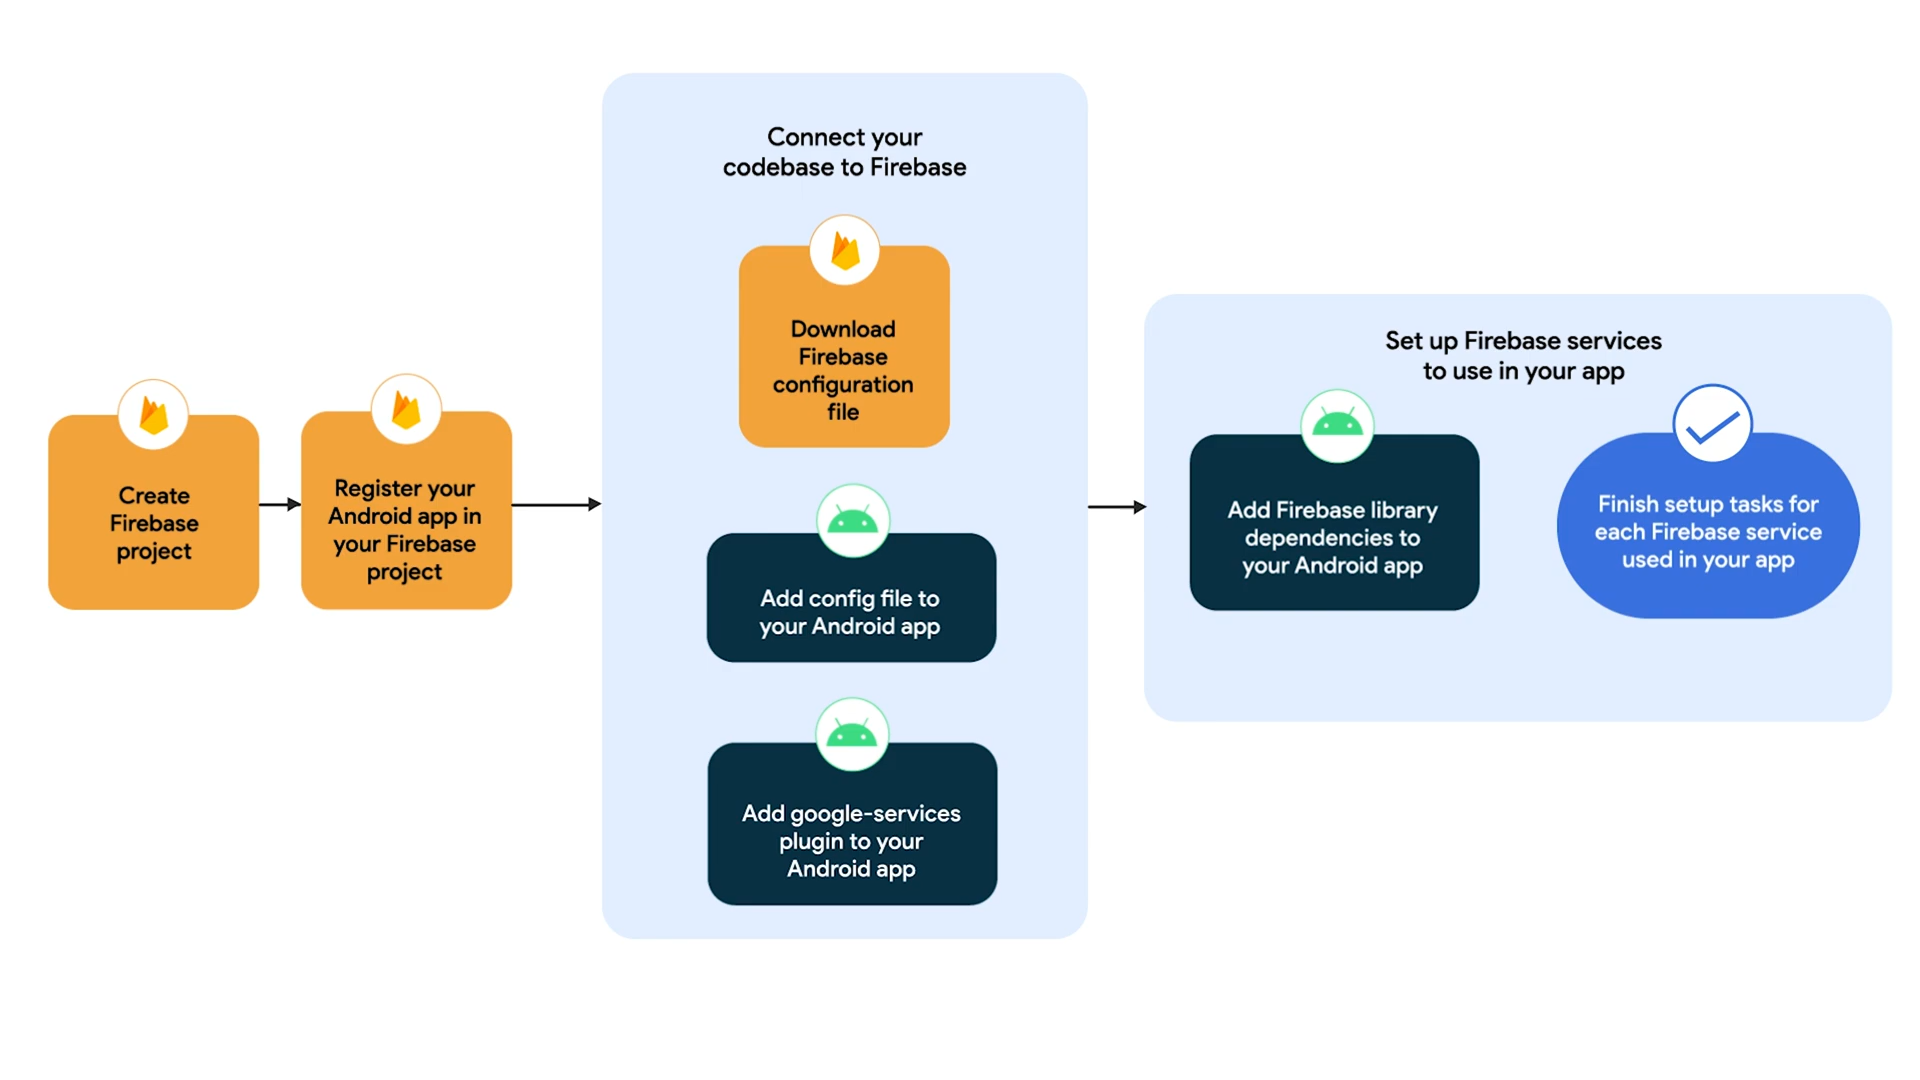 Create
Firebase
project
Register your
Android app in
your Firebase
project
Connect your
codebase to Firebase
Download
Firebase
configuration
file
Add config file to
your Android app
Add google-services
plugin to your
Android app
Set up Firebase services
to use in your app
Add Firebase library
dependencies to
your Android app
Finish setup tasks for
each Firebase service
used in your app